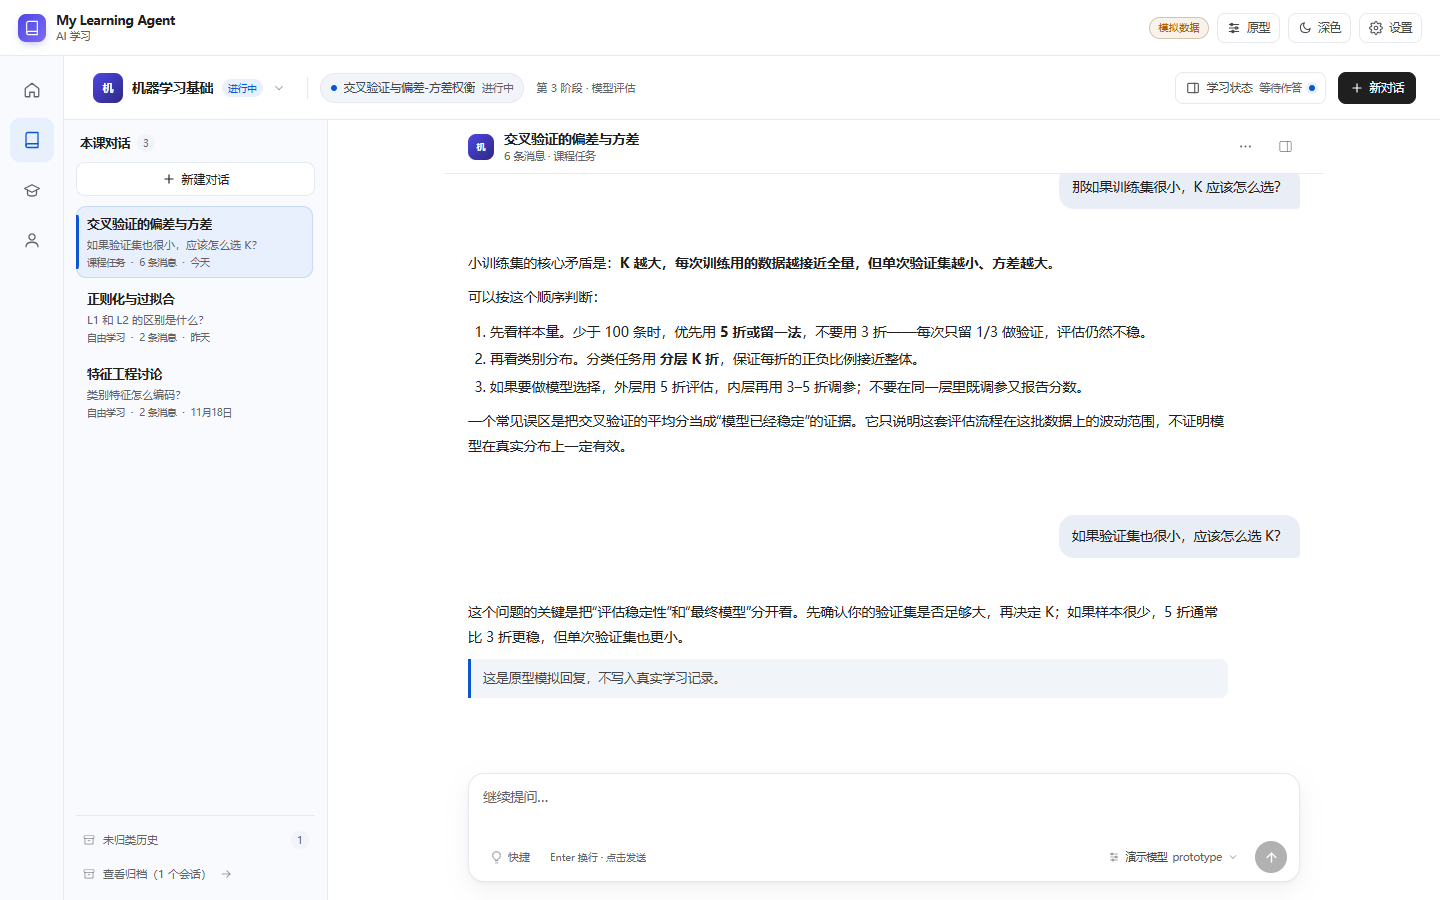 My Learning Agent
AI 学习
模拟数据
原型
深色
设置
机
机器学习基础
进行中
交叉验证与偏差-方差权衡 进行中
第 3 阶段 · 模型评估
学习状态 等待作答
新对话
本课对话 3
新建对话
交叉验证的偏差与方差
如果验证集也很小，应该怎么选 K？
课程任务 · 6 条消息 · 今天
正则化与过拟合
L1 和 L2 的区别是什么？
自由学习 · 2 条消息 · 昨天
特征工程讨论
类别特征怎么编码？
自由学习 · 2 条消息 · 11月18日
未归类历史 1
查看归档（1 个会话）
机
交叉验证的偏差与方差
6 条消息 · 课程任务
那如果训练集很小，K 应该怎么选？
小训练集的核心矛盾是：K 越大，每次训练用的数据越接近全量，但单次验证集越小、方差越大。
可以按这个顺序判断：
1. 先看样本量。少于 100 条时，优先用 5 折或留一法，不要用 3 折——每次只留 1/3 做验证，评估仍然不稳。
2. 再看类别分布。分类任务用 分层 K 折，保证每折的正负比例接近整体。
3. 如果要做模型选择，外层用 5 折评估，内层再用 3–5 折调参；不要在同一层里既调参又报告分数。
一个常见误区是把交叉验证的平均分当成“模型已经稳定”的证据。它只说明这套评估流程在这批数据上的波动范围，不证明模
型在真实分布上一定有效。
如果验证集也很小，应该怎么选 K？
这个问题的关键是把“评估稳定性”和“最终模型”分开看。先确认你的验证集是否足够大，再决定 K；如果样本很少，5 折通常
比 3 折更稳，但单次验证集也更小。
这是原型模拟回复，不写入真实学习记录。
继续提问...
快捷
Enter 换行 · 点击发送
演示模型 prototype